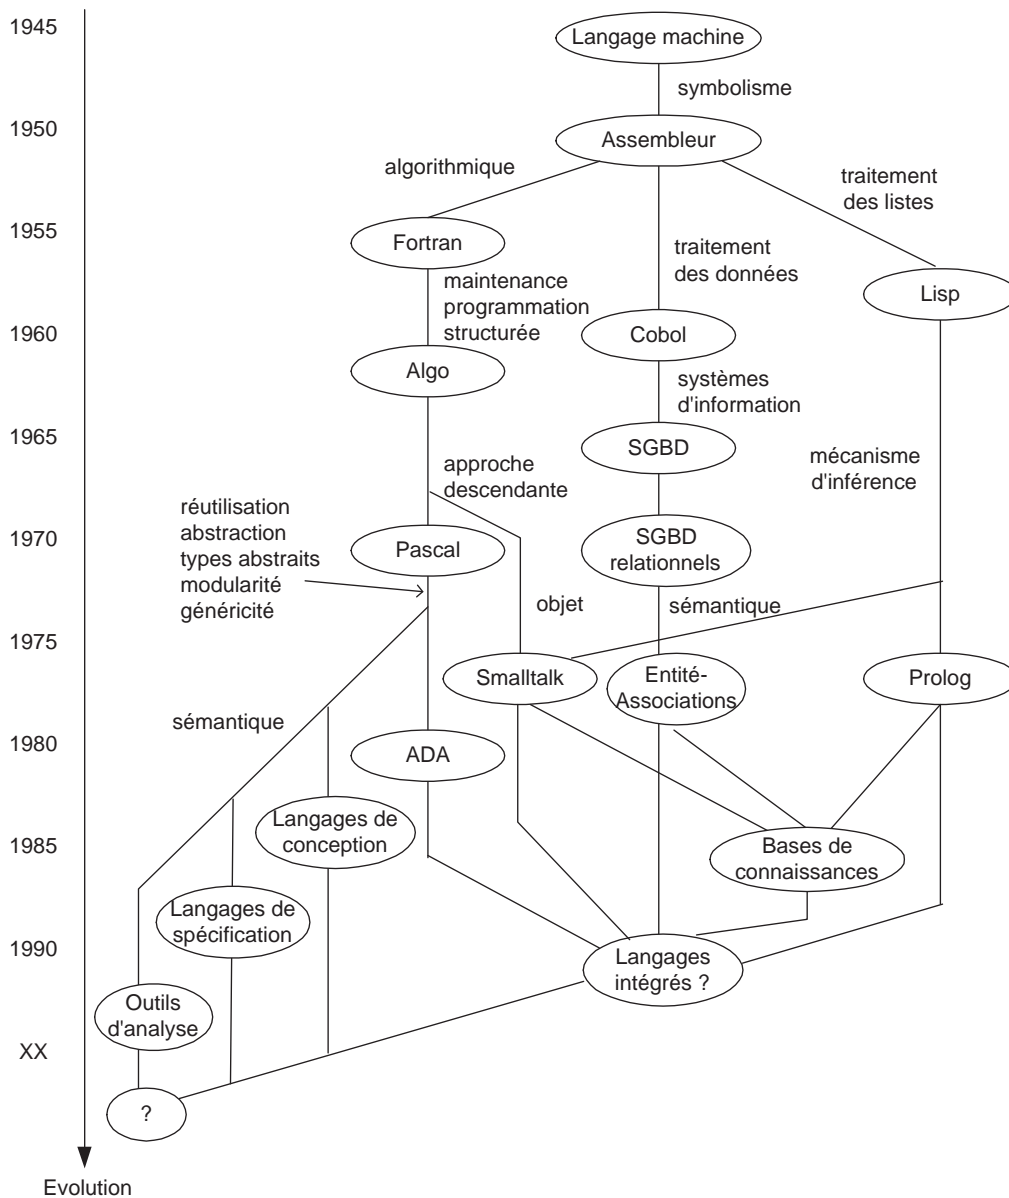 1945
Langage machine
symbolisme
1950
Assembleur
algorithmique
traitement
des listes
1955
Fortran
traitement
des données
maintenance
programmation
structurée
Lisp
1960
Cobol
Algo
systèmes
d'information
1965
SGBD
approche
descendante
mécanisme
d'inférence
réutilisation
abstraction
types abstraits
modularité
généricité
1970
Pascal
SGBD
relationnels
objet
sémantique
1975
Smalltalk
Entité-
Associations
Prolog
sémantique
1980
ADA
Langages de
conception
1985
Bases de
connaissances
Langages de
spécification
1990
Langages
intégrés ?
Outils
d'analyse
XX
?
Evolution